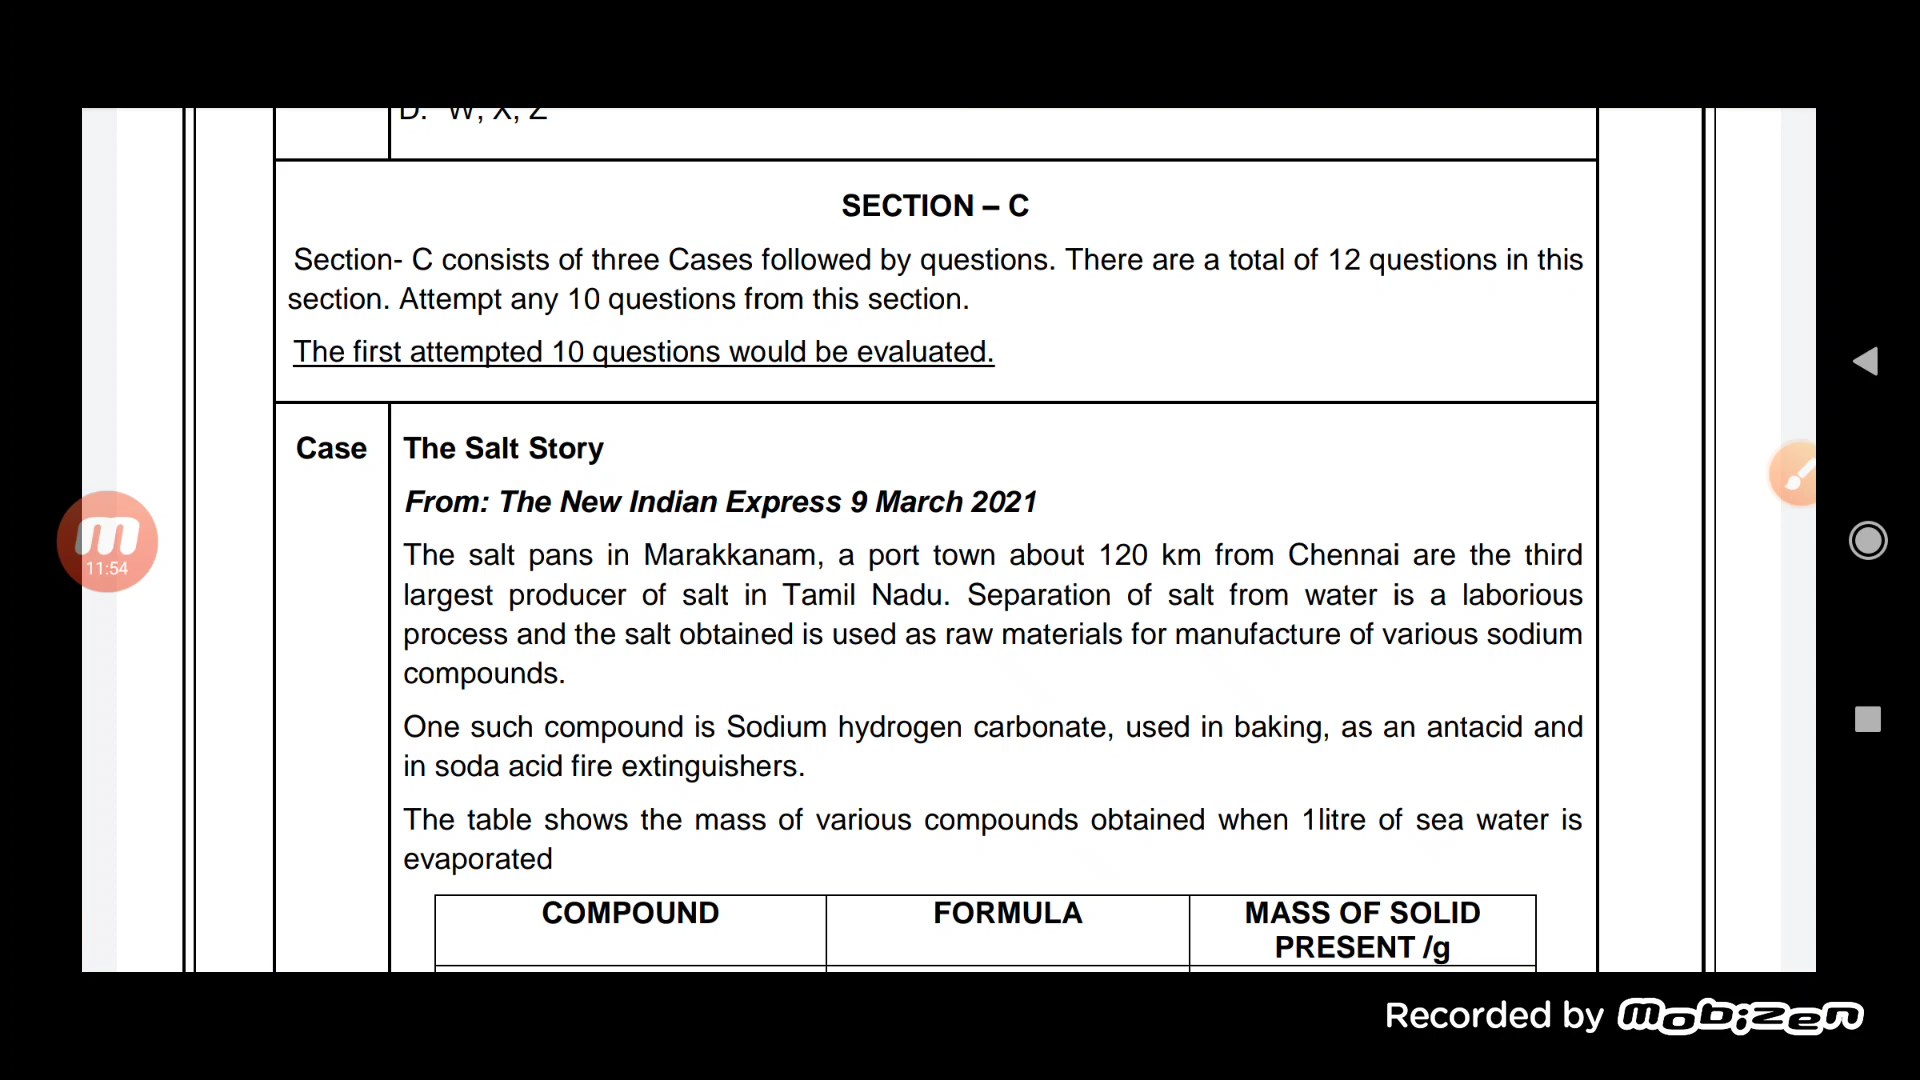 D. W, X, Z
SECTION – C
Section- C consists of three Cases followed by questions. There are a total of 12 questions in this
section. Attempt any 10 questions from this section.
The first attempted 10 questions would be evaluated.
Case
The Salt Story
From: The New Indian Express 9 March 2021
The salt pans in Marakkanam, a port town about 120 km from Chennai are the third
largest producer of salt in Tamil Nadu. Separation of salt from water is a laborious
process and the salt obtained is used as raw materials for manufacture of various sodium
compounds.
One such compound is Sodium hydrogen carbonate, used in baking, as an antacid and
in soda acid fire extinguishers.
The table shows the mass of various compounds obtained when 1litre of sea water is
evaporated
COMPOUND FORMULA MASS OF SOLID
PRESENT /g
11:54
Recorded by mobizen